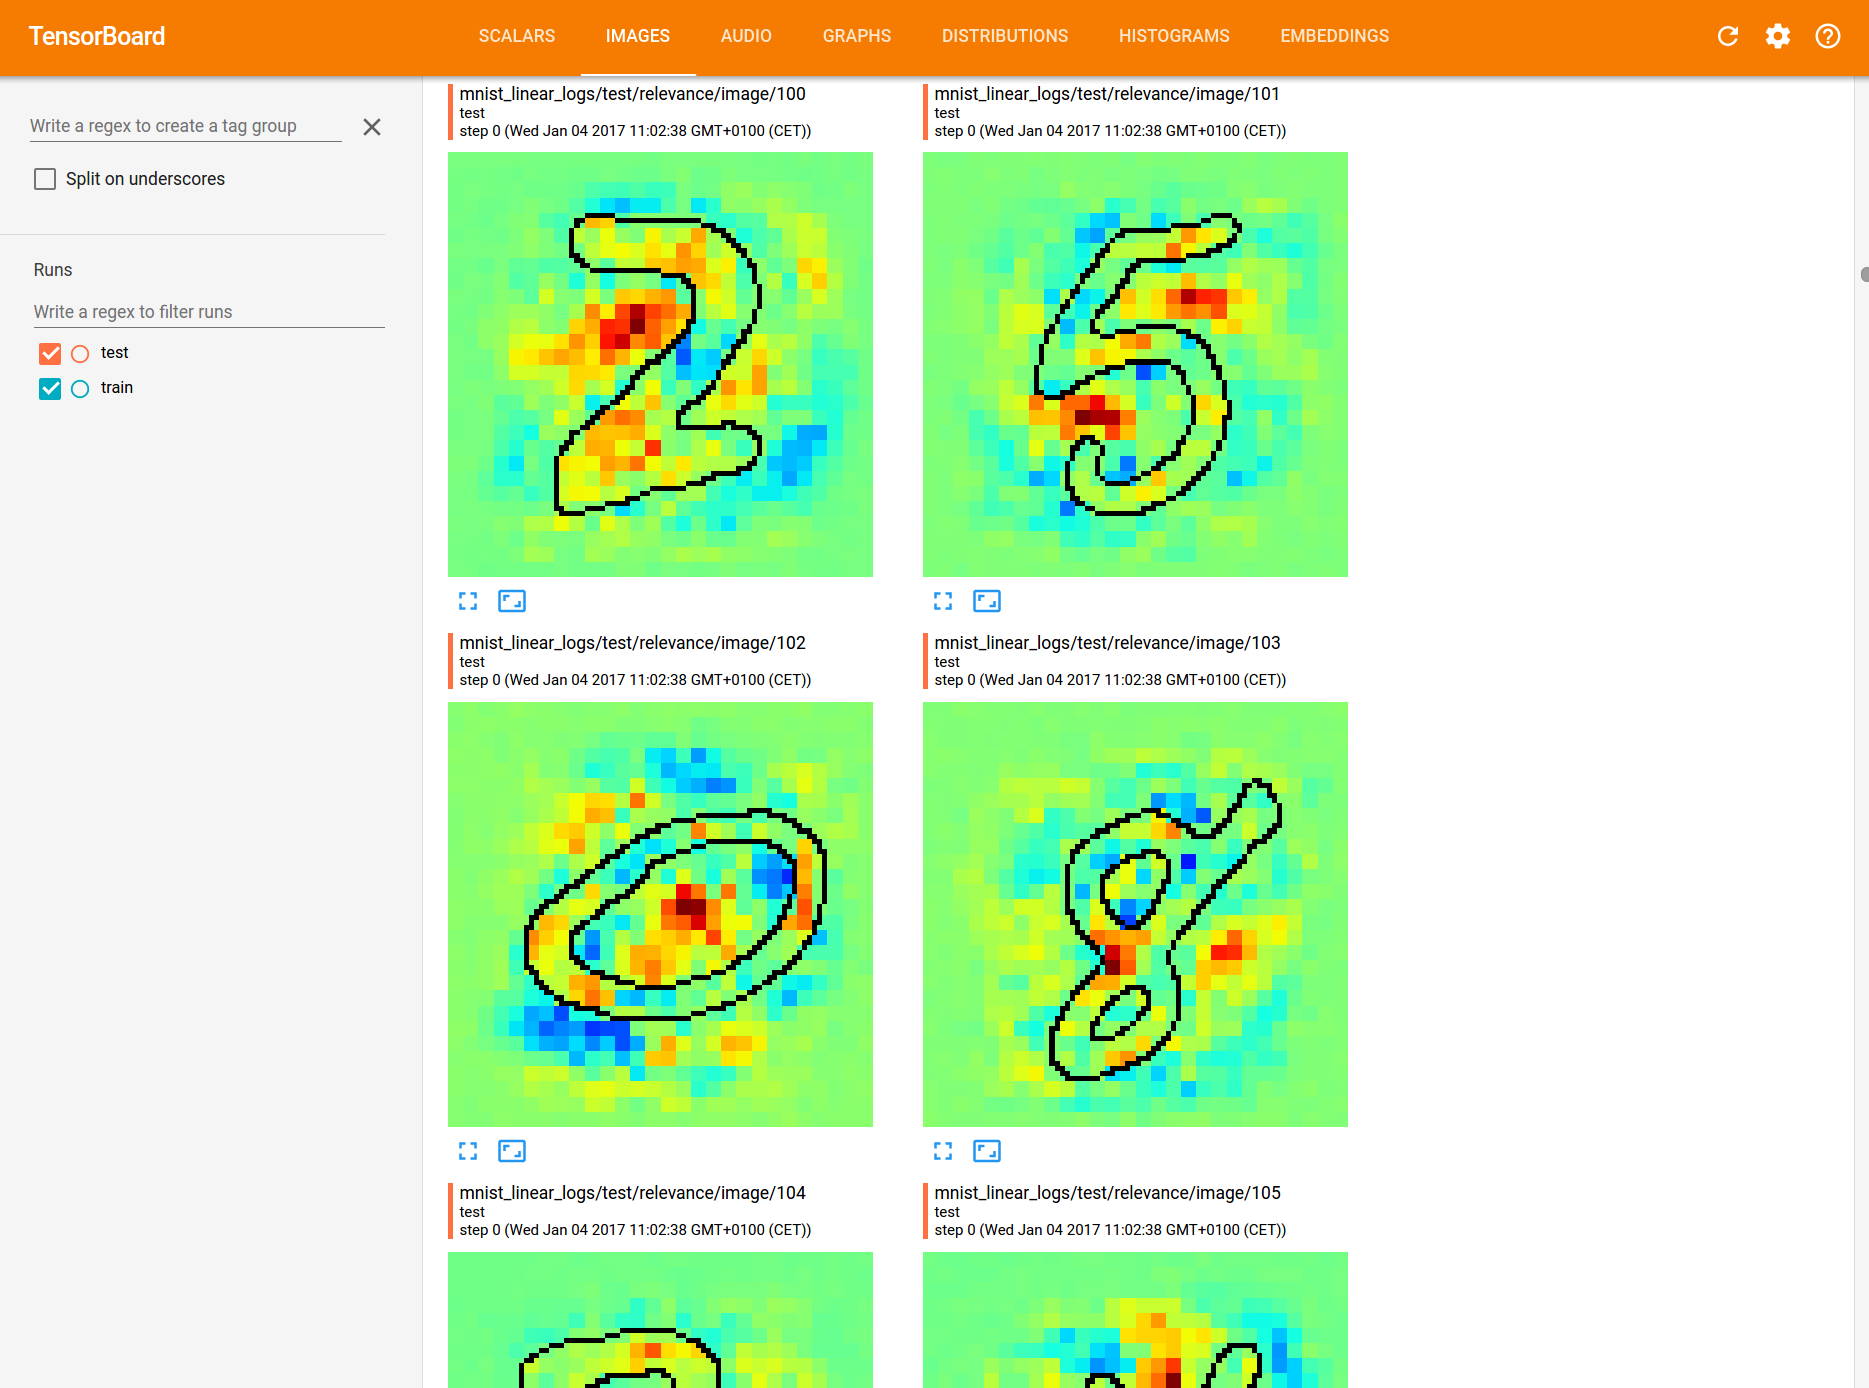 TensorBoard
SCALARS
IMAGES
AUDIO
GRAPHS
DISTRIBUTIONS
HISTOGRAMS
EMBEDDINGS
Write a regex to create a tag group
Split on underscores
Runs
Write a regex to filter runs
test
train
mnist_linear_logs/test/relevance/image/100
test
step 0 (Wed Jan 04 2017 11:02:38 GMT+0100 (CET))
mnist_linear_logs/test/relevance/image/101
test
step 0 (Wed Jan 04 2017 11:02:38 GMT+0100 (CET))
mnist_linear_logs/test/relevance/image/102
test
step 0 (Wed Jan 04 2017 11:02:38 GMT+0100 (CET))
mnist_linear_logs/test/relevance/image/103
test
step 0 (Wed Jan 04 2017 11:02:38 GMT+0100 (CET))
mnist_linear_logs/test/relevance/image/104
test
step 0 (Wed Jan 04 2017 11:02:38 GMT+0100 (CET))
mnist_linear_logs/test/relevance/image/105
test
step 0 (Wed Jan 04 2017 11:02:38 GMT+0100 (CET))